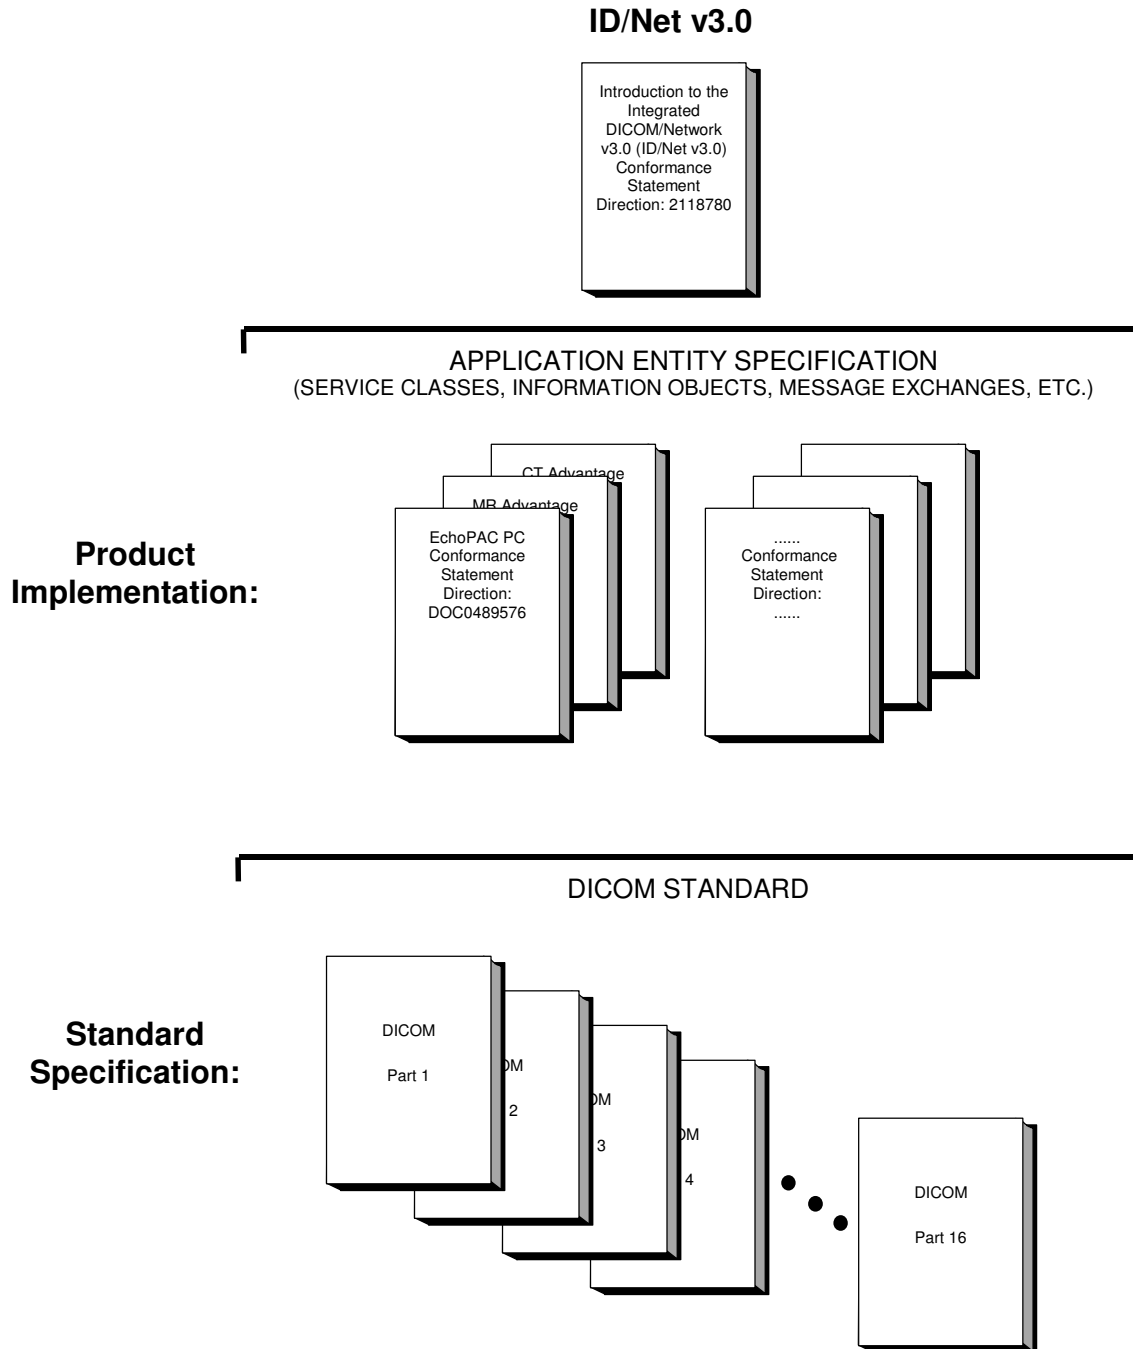 ID/Net v3.0
Introduction to the
Integrated
DICOM/Network
v3.0 (ID/Net v3.0)
Conformance
Statement
Direction: 2118780
APPLICATION ENTITY SPECIFICATION
(SERVICE CLASSES, INFORMATION OBJECTS, MESSAGE EXCHANGES, ETC.)
Product
Implementation:
CT Advantage
MR Advantage
EchoPAC PC
Conformance
Statement
Direction:
DOC0489576
......
Conformance
Statement
Direction:
......
DICOM STANDARD
Standard
Specification:
DICOM
Part 1
OM
2
OM
3
OM
4
DICOM
Part 16